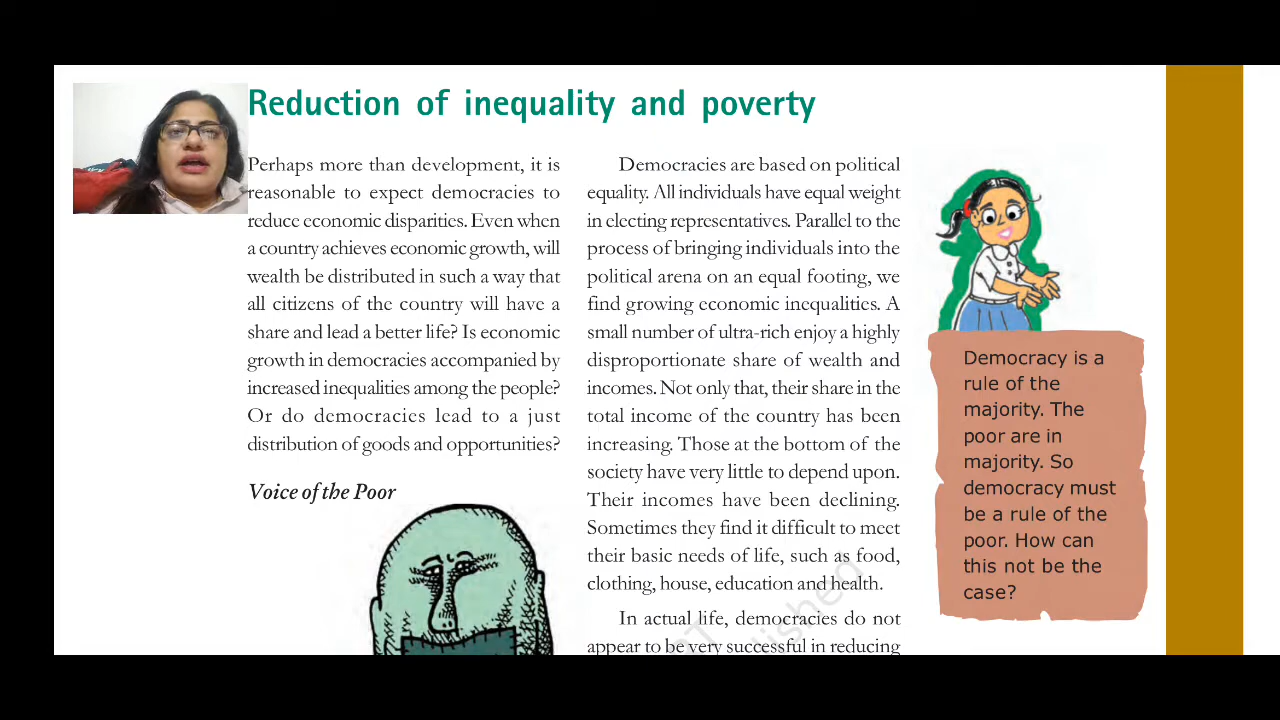 Reduction of inequality and poverty
Perhaps more than development, it is
reasonable to expect democracies to
reduce economic disparities. Even when
a country achieves economic growth, will
wealth be distributed in such a way that
all citizens of the country will have a
share and lead a better life? Is economic
growth in democracies accompanied by
increased inequalities among the people?
Or do democracies lead to a just
distribution of goods and opportunities?
Voice of the Poor
Democracies are based on political
equality. All individuals have equal weight
in electing representatives. Parallel to the
process of bringing individuals into the
political arena on an equal footing, we
find growing economic inequalities. A
small number of ultra-rich enjoy a highly
disproportionate share of wealth and
incomes. Not only that, their share in the
total income of the country has been
increasing. Those at the bottom of the
society have very little to depend upon.
Their incomes have been declining.
Sometimes they find it difficult to meet
their basic needs of life, such as food,
clothing, house, education and health.
In actual life, democracies do not
appear to be very successful in reducing
Democracy is a
rule of the
majority. The
poor are in
majority. So
democracy must
be a rule of the
poor. How can
this not be the
case?